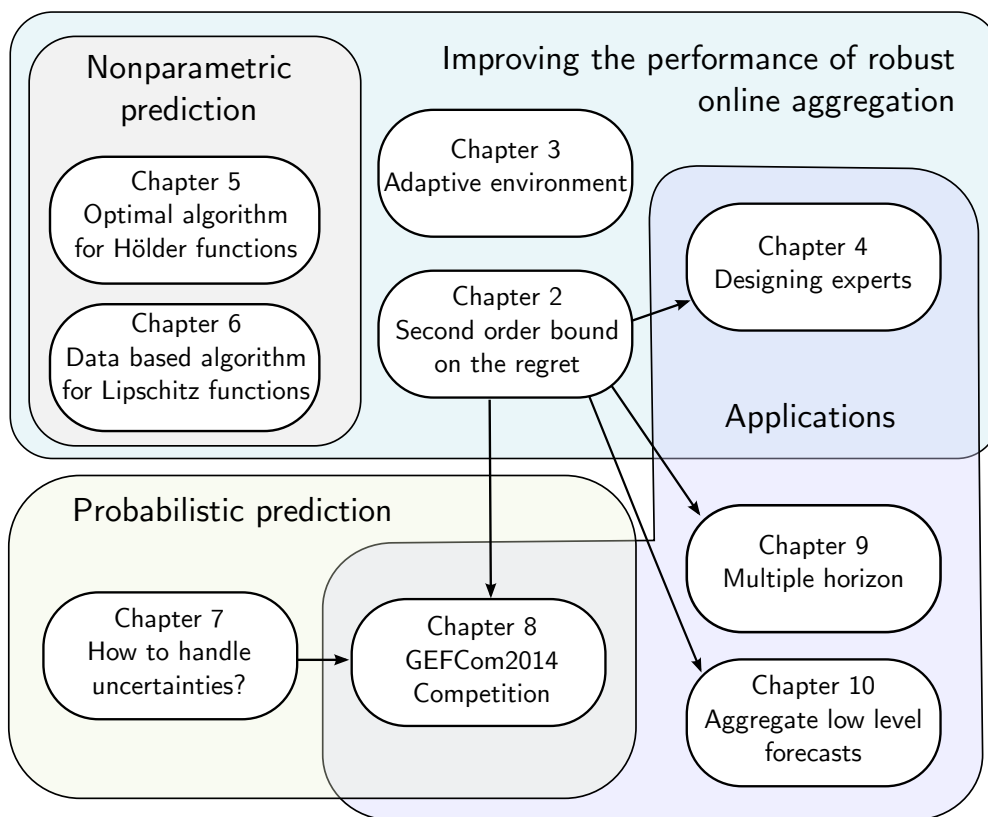 Nonparametric
prediction
Chapter 5
Optimal algorithm
for Hölder functions
Chapter 6
Data based algorithm
for Lipschitz functions
Improving the performance of robust
online aggregation
Chapter 3
Adaptive environment
Chapter 2
Second order bound
on the regret
Chapter 4
Designing experts
Applications
Probabilistic prediction
Chapter 7
How to handle
uncertainties?
Chapter 8
GEFCom2014
Competition
Chapter 9
Multiple horizon
Chapter 10
Aggregate low level
forecasts